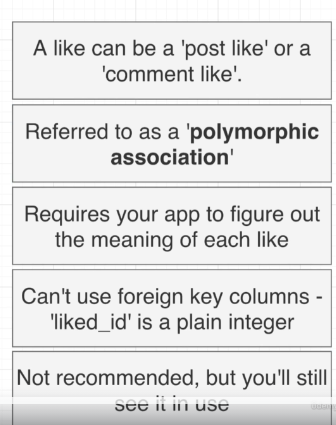 A like can be a 'post like' or a
'comment like'.
Referred to as a 'polymorphic
association'
Requires your app to figure out
the meaning of each like
Can't use foreign key columns -
'liked_id' is a plain integer
Not recommended, but you'll still
see it in use